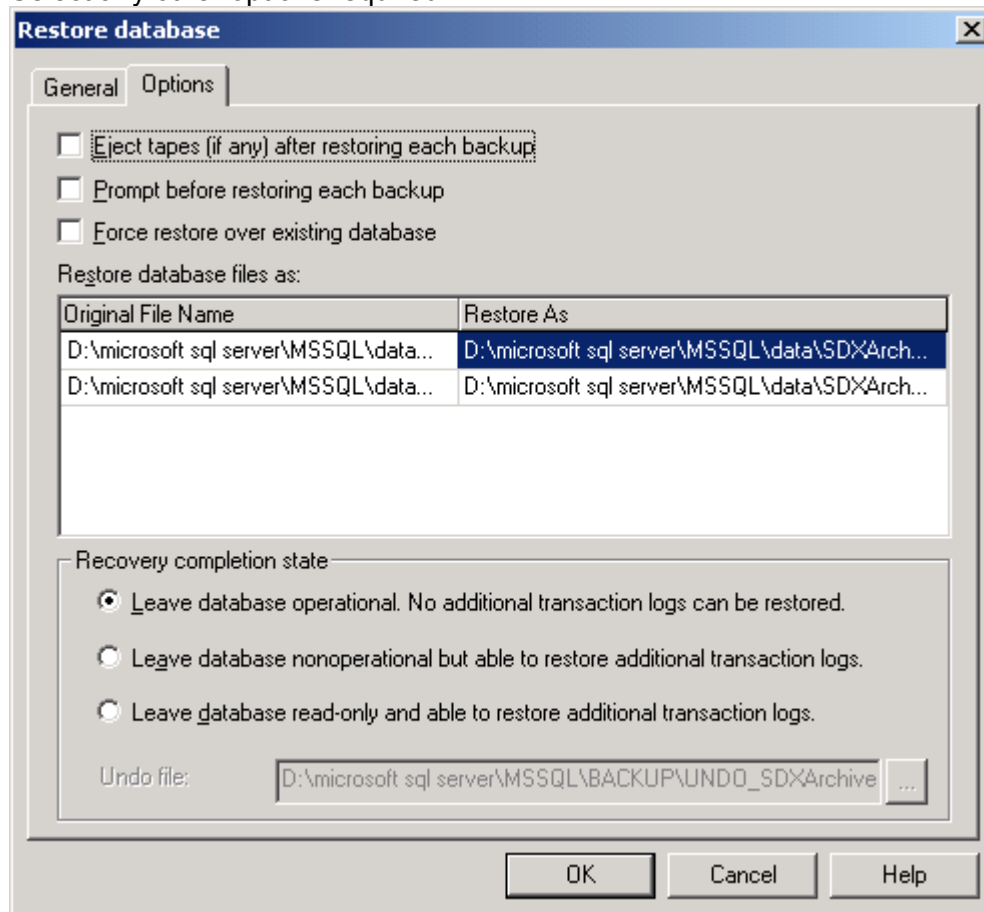 Restore database
General Options
Eject tapes (if any) after restoring each backup
Prompt before restoring each backup
Force restore over existing database
Restore database files as:
Original File Name Restore As
D:\microsoft sql server\MSSQL\data... D:\microsoft sql server\MSSQL\data\SDXArch...
D:\microsoft sql server\MSSQL\data... D:\microsoft sql server\MSSQL\data\SDXArch...
Recovery completion state
Leave database operational. No additional transaction logs can be restored.
Leave database nonoperational but able to restore additional transaction logs.
Leave database read-only and able to restore additional transaction logs.
Undo file: D:\microsoft sql server\MSSQL\BACKUP\UNDO_SDXArchive ...
OK Cancel Help